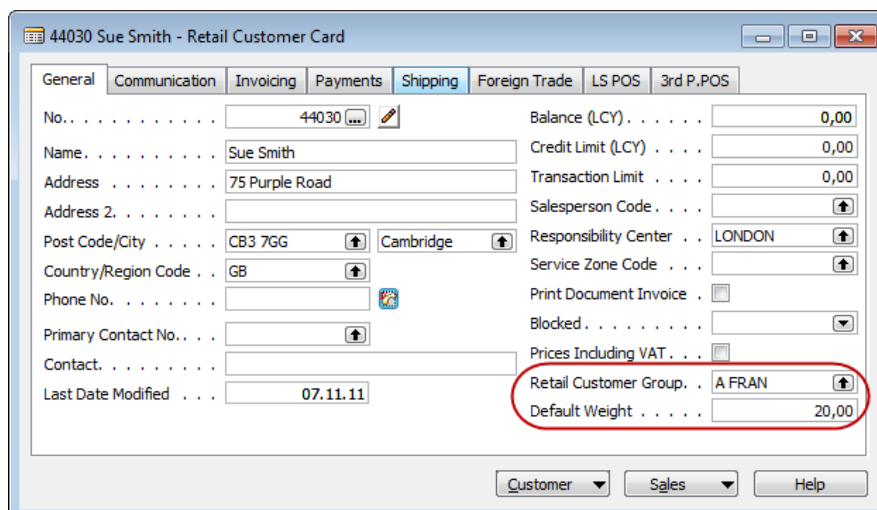 44030 Sue Smith - Retail Customer Card
General Communication Invoicing Payments Shipping Foreign Trade LS POS 3rd P.POS
No.. . . . . . . . . . . . 44030 ...
Name. . . . . . . . . . Sue Smith
Address . . . . . . . . 75 Purple Road
Address 2. . . . . . . .
Post Code/City . . . . . CB3 7GG Cambridge
Country/Region Code . . GB
Phone No. . . . . . . .
Primary Contact No.. . .
Contact. . . . . . . . .
Last Date Modified . . . 07.11.11
Balance (LCY) . . . . . . 0,00
Credit Limit (LCY) . . . . 0,00
Transaction Limit . . . . 0,00
Salesperson Code. . . .
Responsibility Center . . LONDON
Service Zone Code . . .
Print Document Invoice .
Blocked . . . . . . . . .
Prices Including VAT. . .
Retail Customer Group. . A FRAN
Default Weight . . . . . 20,00
Customer Sales Help